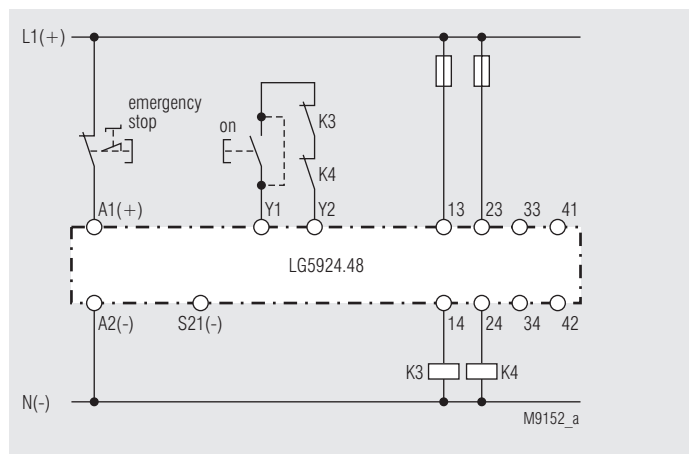 L1(+)
emergency
stop
on
K3
K4
A1(+)
Y1
Y2
13
23
33
41
LG5924.48
A2(-)
S21(-)
14
24
34
42
K3
K4
N(-)
M9152_a